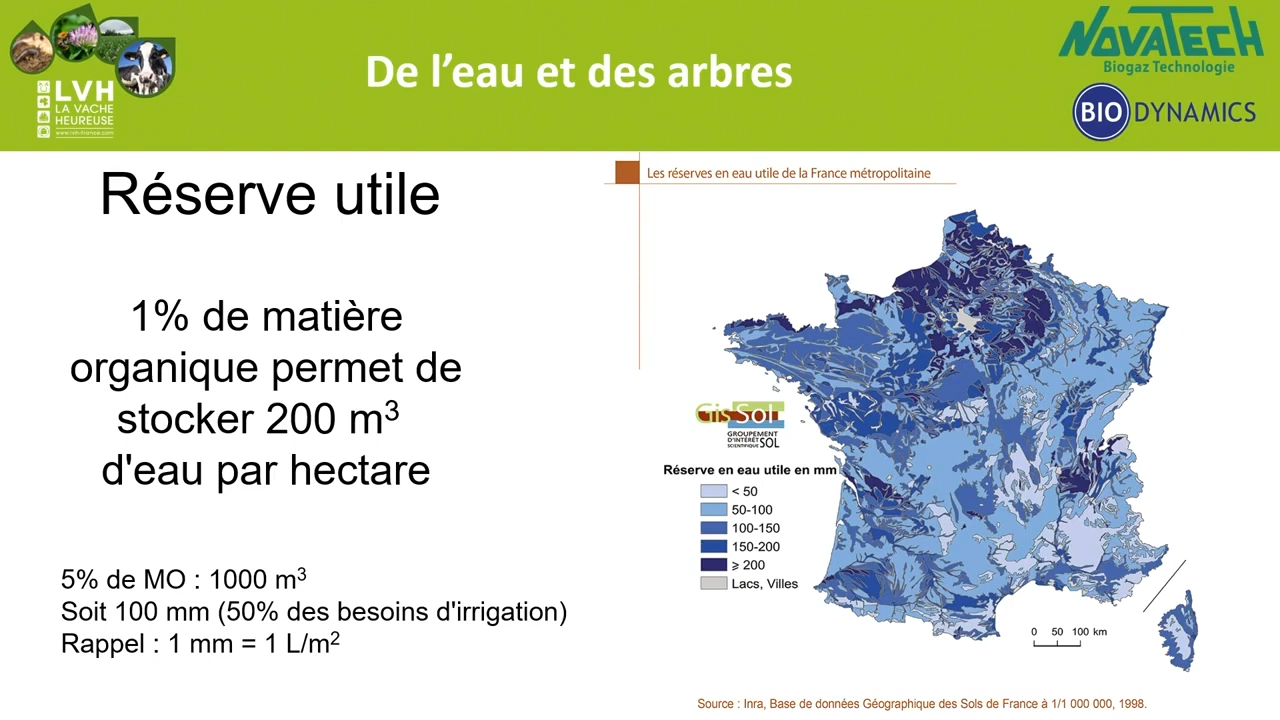 De l'eau et des arbres
LVH
LA VACHE
HEUREUSE
www.lvh-france.com
NOVATECH
Biogaz Technologie
BIO DYNAMICS
Réserve utile
1% de matière
organique permet de
stocker 200 m³
d'eau par hectare
5% de MO : 1000 m³
Soit 100 mm (50% des besoins d'irrigation)
Rappel : 1 mm = 1 L/m²
Les réserves en eau utile de la France métropolitaine
Gis Sol
GROUPEMENT
D'INTÉRÊT
SCIENTIFIQUE SOL
Réserve en eau utile en mm
< 50
50-100
100-150
150-200
⩾ 200
Lacs, Villes
0 50 100 km
Source : Inra, Base de données Géographique des Sols de France à 1/1 000 000, 1998.